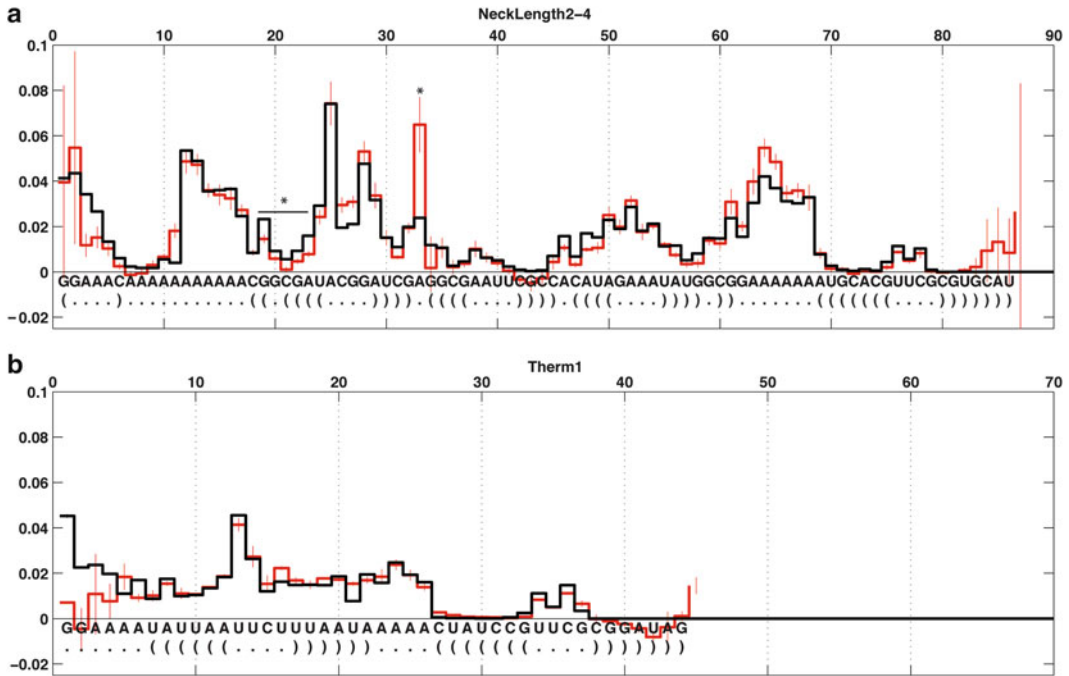 a
NeckLength2−4
0 10 20 30 40 50 60 70 80 90
0.1
0.08
*
0.06
0.04
*
0.02
0
GGAAACAAAAAAAAAAACGGCGAUACGGAUCGAGGCGAAUUCGCCACAUAGAAAUAUGGCGGAAAAAAAUGCACGUUCGCGUGCAU
(....)...........((.((((....)))).((((....)))).((((....)))).)).......(((((((....)))))))
−0.02
b
Therm1
0 10 20 30 40 50 60 70
0.1
0.08
0.06
0.04
0.02
0
GGAAAAUAUUAAUUCUUUAAUAAAAACUAUCCGUUCGCGGAUAG
......((((((....))))))....(((((((....)))))))
−0.02